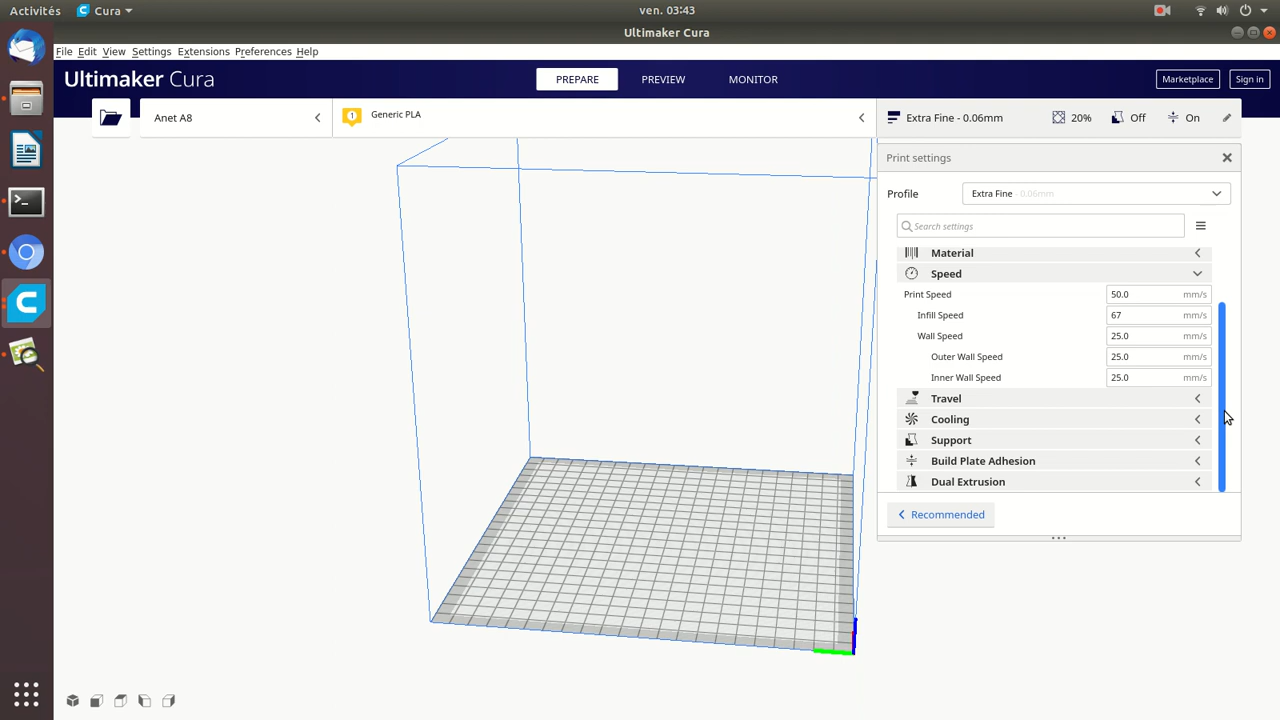 Activités
Cura
ven. 03:43
Ultimaker Cura
File Edit View Settings Extensions Preferences Help
Ultimaker Cura
PREPARE
PREVIEW
MONITOR
Marketplace
Sign in
Anet A8
1
Generic PLA
Extra Fine - 0.06mm
20%
Off
On
Print settings
Profile
Extra Fine - 0.06mm
Search settings
Material
Speed
Print Speed 50.0 mm/s
Infill Speed 67 mm/s
Wall Speed 25.0 mm/s
Outer Wall Speed 25.0 mm/s
Inner Wall Speed 25.0 mm/s
Travel
Cooling
Support
Build Plate Adhesion
Dual Extrusion
Recommended